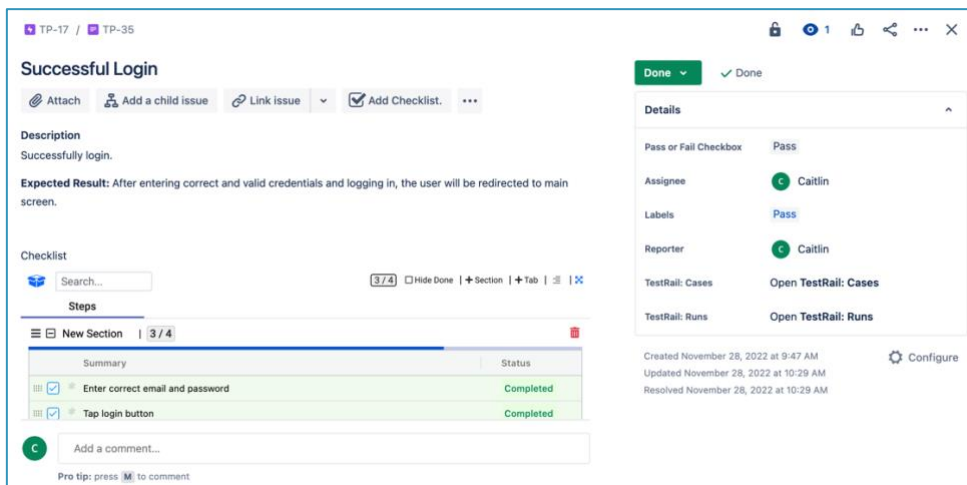 TP-17 / TP-35
1
Successful Login
Attach Add a child issue Link issue Add Checklist. ...
Description
Successfully login.
Expected Result: After entering correct and valid credentials and logging in, the user will be redirected to main
screen.
Checklist
Search...
3/4 Hide Done | + Section | + Tab | |
Steps
New Section | 3/4
Summary Status
Enter correct email and password Completed
Tap login button Completed
C Add a comment...
Pro tip: press M to comment
Done Done
Details
Pass or Fail Checkbox Pass
Assignee C Caitlin
Labels Pass
Reporter C Caitlin
TestRail: Cases Open TestRail: Cases
TestRail: Runs Open TestRail: Runs
Created November 28, 2022 at 9:47 AM Configure
Updated November 28, 2022 at 10:29 AM
Resolved November 28, 2022 at 10:29 AM